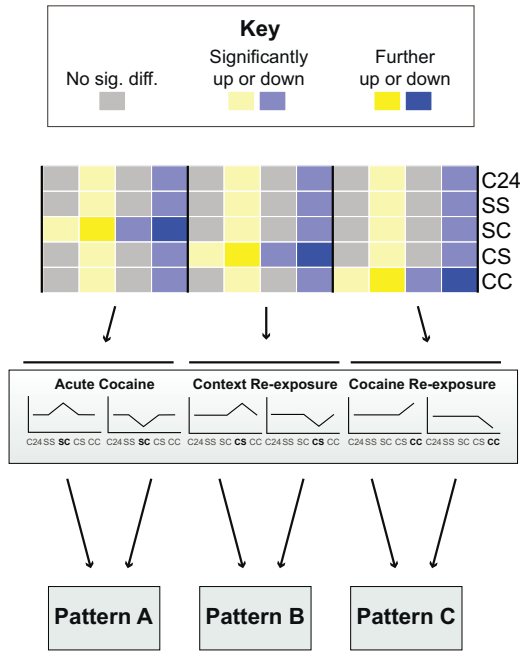 Key
No sig. diff.
Significantly
up or down
Further
up or down
C24
SS
SC
CS
CC
Acute Cocaine
Context Re-exposure
Cocaine Re-exposure
C24 SS SC CS CC
C24 SS SC CS CC
C24 SS SC CS CC
C24 SS SC CS CC
C24 SS SC CS CC
C24 SS SC CS CC
Pattern A
Pattern B
Pattern C